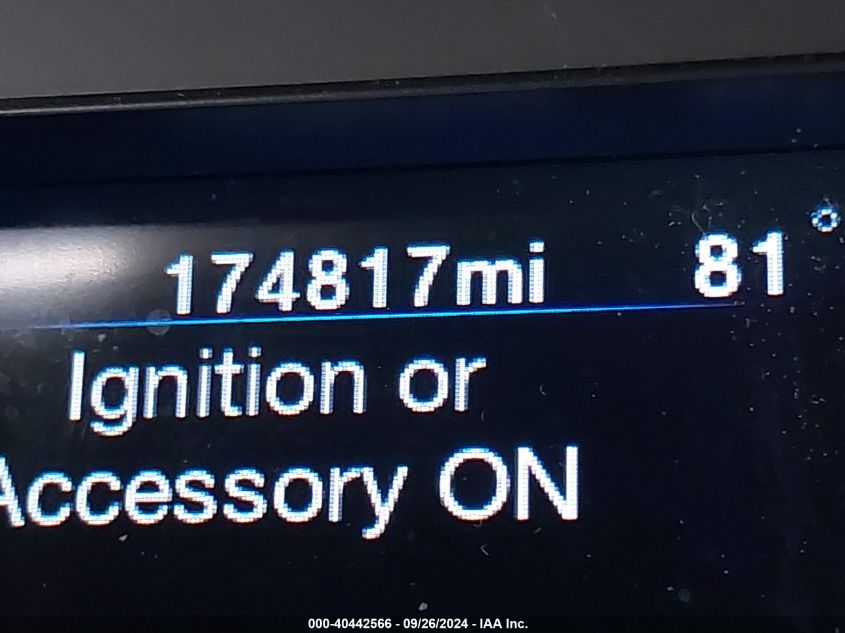 174817mi 81°
Ignition or
Accessory ON
000-40442566 - 09/26/2024 - IAA Inc.